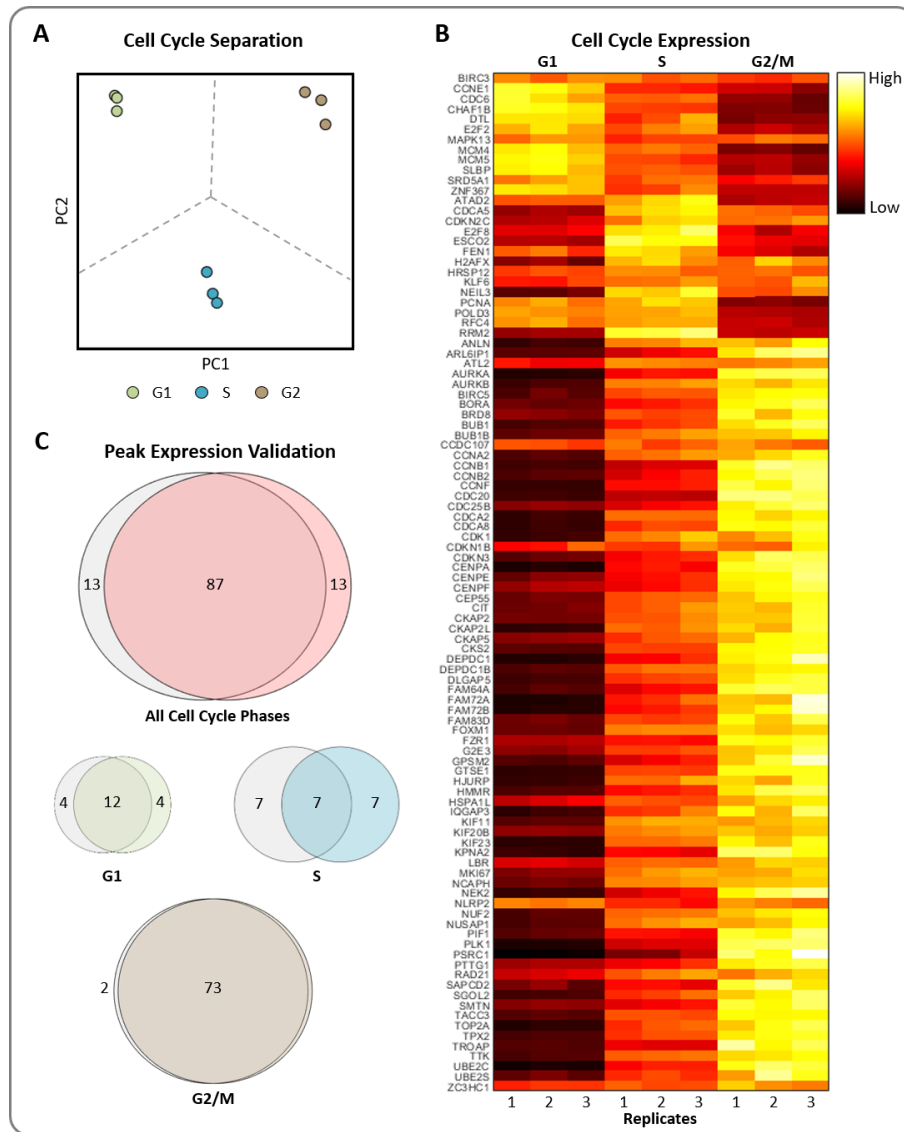 A
Cell Cycle Separation
PC2
PC1
G1 S G2
B
Cell Cycle Expression
G1 S G2/M
High
Low
BIRC3
CCNE1
CDC6
CHAF1B
DTL
E2F2
MAPK13
MCM4
MCM5
SLBP
SRD5A1
ZNF367
ATAD2
CDCA5
CDKN2C
E2F8
ESCO2
FEN1
H2AFX
HRSP12
KLF6
NEIL3
PCNA
POLD3
RFC4
RRM2
ANLN
ARL6IP1
ATL2
AURKA
AURKB
BIRC5
BORA
BRD8
BUB1
BUB1B
CCDC107
CCNA2
CCNB1
CCNB2
CCNF
CDC20
CDC25B
CDCA2
CDCA8
CDK1
CDKN1B
CDKN3
CENPA
CENPE
CENPF
CEP55
CIT
CKAP2
CKAP2L
CKAP5
CKS2
DEPDC1
DEPDC1B
DLGAP5
FAM64A
FAM72A
FAM72B
FAM83D
FOXM1
FZR1
G2E3
GPSM2
GTSE1
HJURP
HMMR
HSPA1L
IQGAP3
KIF11
KIF20B
KIF23
KPNA2
LBR
MKI67
NCAPH
NEK2
NLRP2
NUF2
NUSAP1
PIF1
PLK1
PSRC1
PTTG1
RAD21
SAPCD2
SGOL2
SMTN
TACC3
TOP2A
TPX2
TROAP
TTK
UBE2C
UBE2S
ZC3HC1
1 2 3 1 2 3 1 2 3
Replicates
C
Peak Expression Validation
13 87 13
All Cell Cycle Phases
4 12 4
G1
7 7 7
S
2 73
G2/M